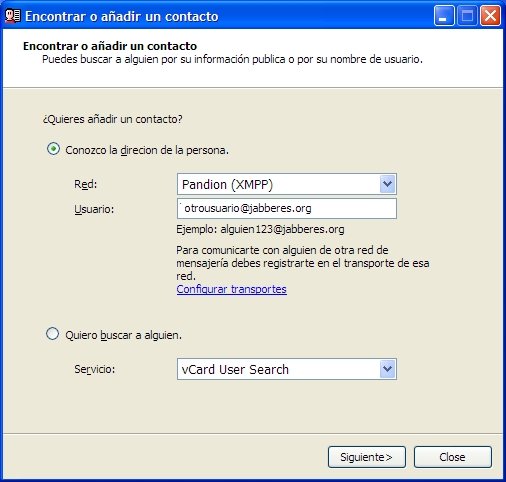 Encontrar o añadir un contacto
Encontrar o añadir un contacto
Puedes buscar a alguien por su información publica o por su nombre de usuario.
¿Quieres añadir un contacto?
Conozco la direcion de la persona.
Red: Pandion (XMPP)
Usuario: otrousuario@jabberes.org
Ejemplo: alguien123@jabberes.org
Para comunicarte con alguien de otra red de
mensajería debes registrarte en el transporte de esa
red.
Configurar transportes
Quiero buscar a alguien.
Servicio: vCard User Search
Siguiente> Close